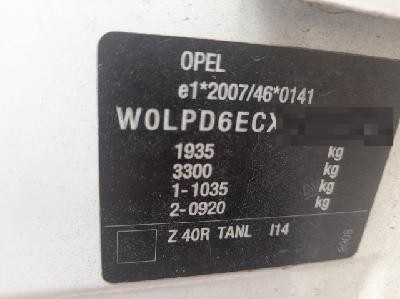 OPEL
e1*2007/46*0141
W0LPD6ECX
1935 kg
3300 kg
1-1035 kg
2-0920 kg
Z 40R TANL I14